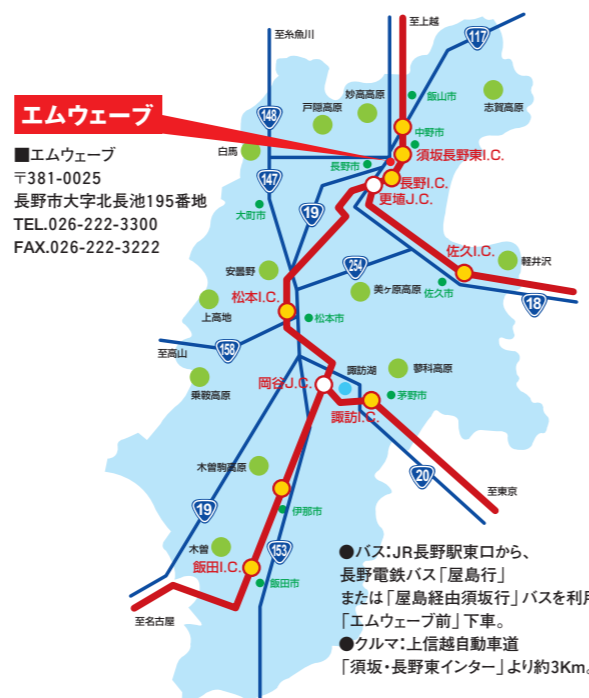 至糸魚川
至上越
117
飯山市
妙高高原
戸隠高原
志賀高原
148
エムウェーブ
中野市
白馬
長野市
須坂長野東I.C.
■エムウェーブ
〒381-0025
長野市大字北長池195番地
TEL.026-222-3300
FAX.026-222-3222
147
長野I.C.
更埴J.C.
大町市
19
佐久I.C.
軽井沢
254
安曇野
美ヶ原高原
佐久市
18
上高地
松本I.C.
松本市
至高山
158
諏訪湖
蓼科高原
乗鞍高原
岡谷J.C.
茅野市
諏訪I.C.
木曽駒高原
20
至東京
19
伊那市
木曽
153
飯田I.C.
飯田市
至名古屋
●バス:JR長野駅東口から、
長野電鉄バス「屋島行」
または「屋島経由須坂行」バスを利用
「エムウェーブ前」下車。
●クルマ:上信越自動車道
「須坂・長野東インター」より約3Km。